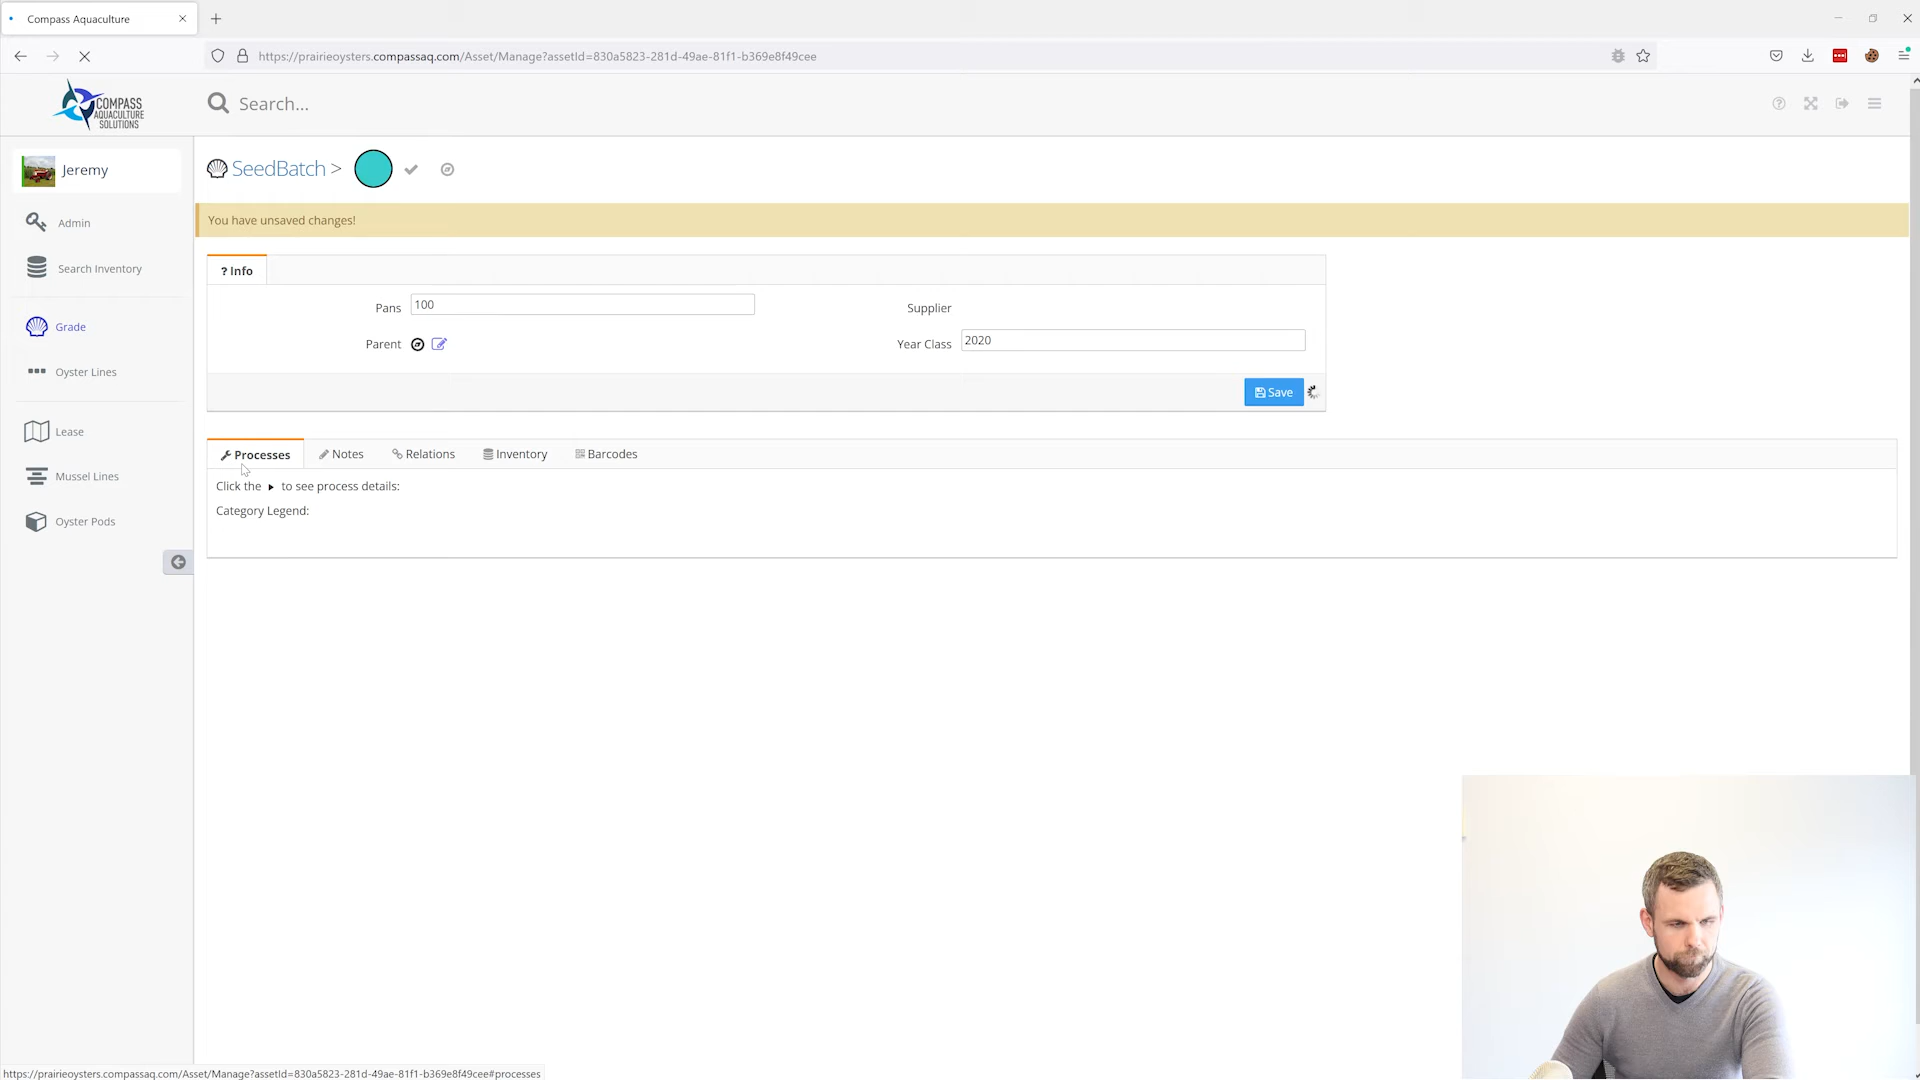 Compass Aquaculture
https://prairieoysters.compassaq.com/Asset/Manage?assetId=830a5823-281d-49ae-81f1-b369e8f49cee
COMPASS
AQUACULTURE
SOLUTIONS
Search...
Jeremy
SeedBatch >
Admin
You have unsaved changes!
Search Inventory
? Info
Pans 100
Supplier
Grade
Parent
Year Class 2020
Oyster Lines
Save
Lease
Processes Notes Relations Inventory Barcodes
Mussel Lines
Click the ▸ to see process details:
Category Legend:
Oyster Pods
https://prairieoysters.compassaq.com/Asset/Manage?assetId=830a5823-281d-49ae-81f1-b369e8f49cee#processes